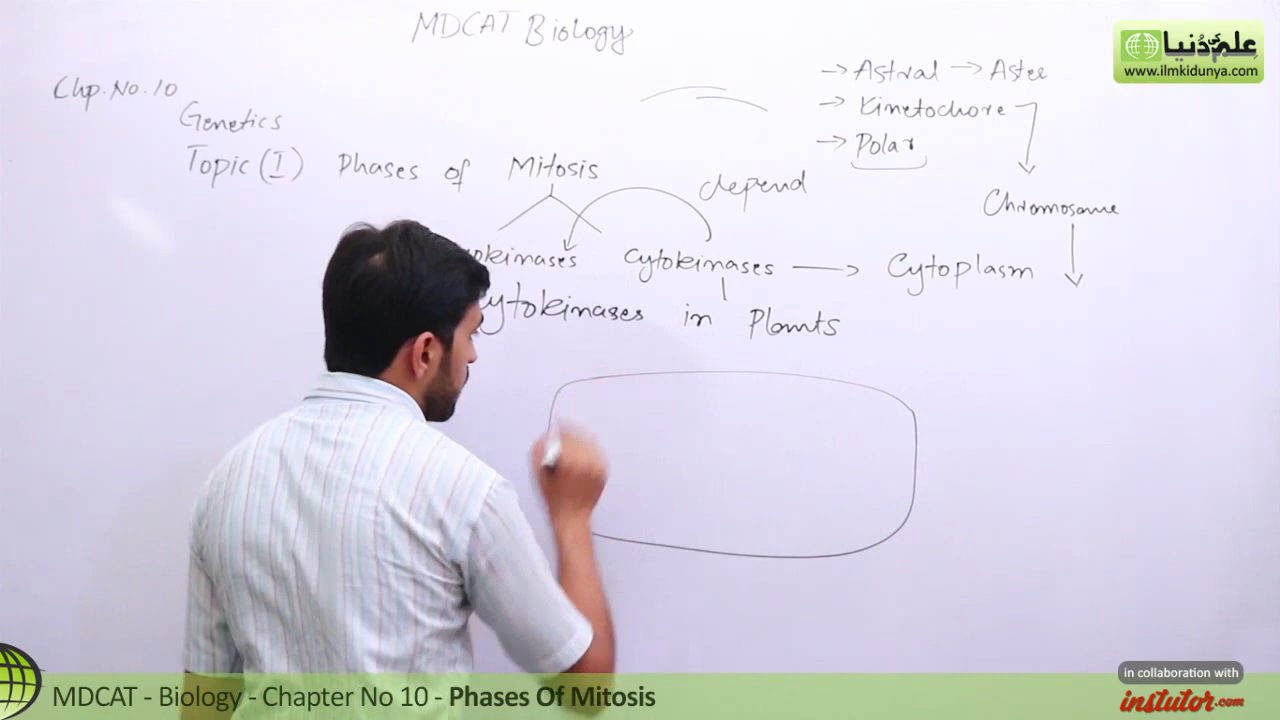 MDCAT Biology
علم کی دنیا
www.ilmkidunya.com
Chp. No. 10
Genetics
Topic (I) Phases of Mitosis
→ Astral → Aster
→ Kinetochore
→ Polar
depend
Chromosome
okinases Cytokinases → Cytoplasm
ytokinases in Plants
in collaboration with
instutor.com
MDCAT - Biology - Chapter No 10 - Phases Of Mitosis